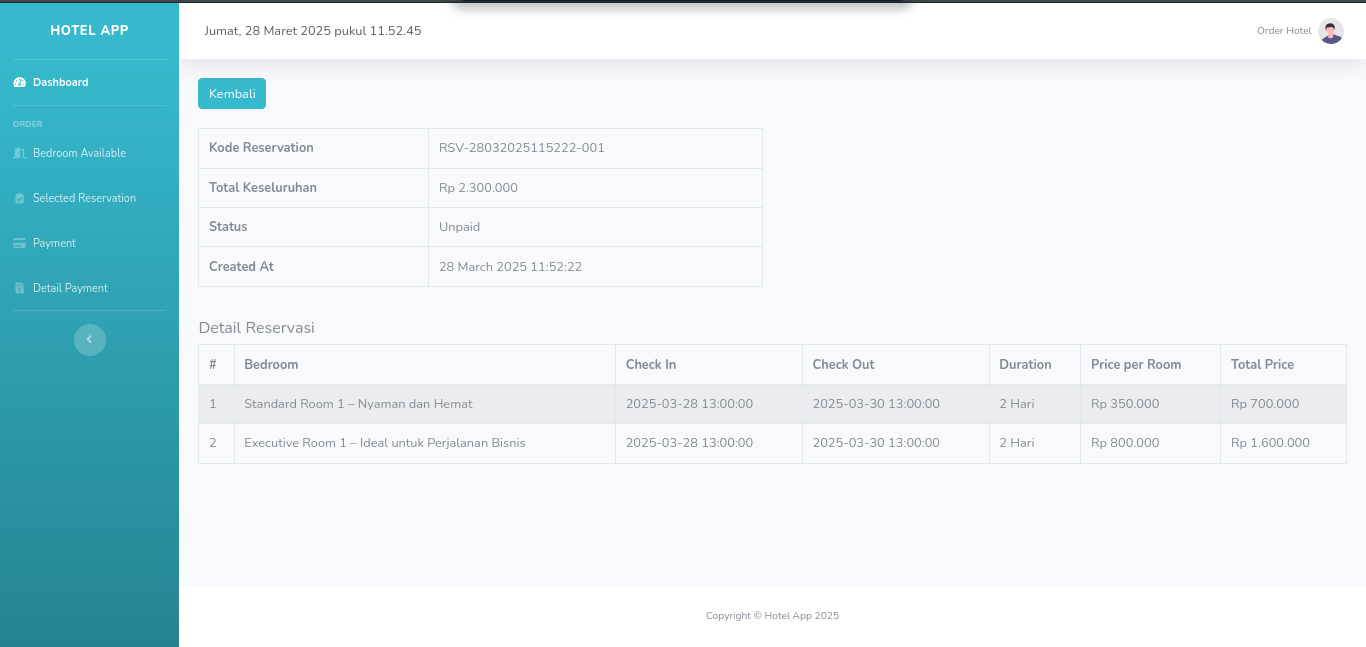 HOTEL APP
Jumat, 28 Maret 2025 pukul 11.52.45
Order Hotel
Dashboard
ORDER
Bedroom Available
Selected Reservation
Payment
Detail Payment
Kembali
Kode Reservation RSV-28032025115222-001
Total Keseluruhan Rp 2.300.000
Status Unpaid
Created At 28 March 2025 11:52:22
Detail Reservasi
# Bedroom Check In Check Out Duration Price per Room Total Price
1 Standard Room 1 – Nyaman dan Hemat 2025-03-28 13:00:00 2025-03-30 13:00:00 2 Hari Rp 350.000 Rp 700.000
2 Executive Room 1 – Ideal untuk Perjalanan Bisnis 2025-03-28 13:00:00 2025-03-30 13:00:00 2 Hari Rp 800.000 Rp 1.600.000
Copyright © Hotel App 2025